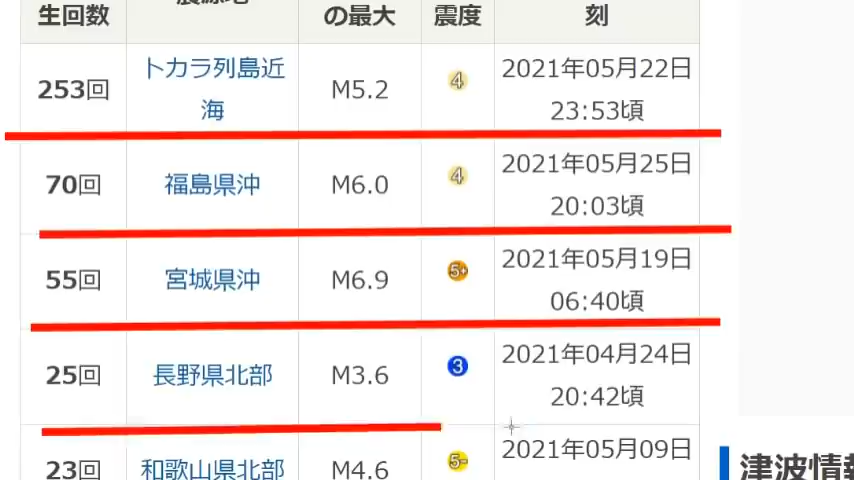 生回数
の最大
震度
刻
253回
トカラ列島近
海
M5.2
4
2021年05月22日
23:53頃
70回
福島県沖
M6.0
4
2021年05月25日
20:03頃
55回
宮城県沖
M6.9
5+
2021年05月19日
06:40頃
25回
長野県北部
M3.6
3
2021年04月24日
20:42頃
23回
和歌山県北部
M4.6
5-
2021年05月09日
津波情報